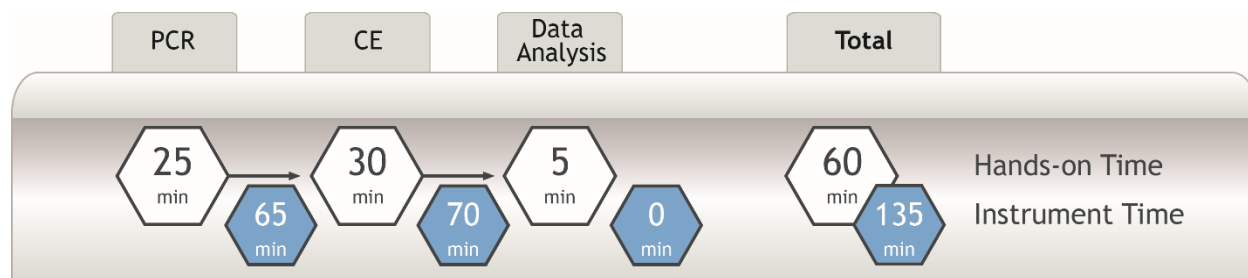 PCR
CE
Data
Analysis
Total
25
min
30
min
5
min
60
min
Hands-on Time
65
min
70
min
0
min
135
min
Instrument Time